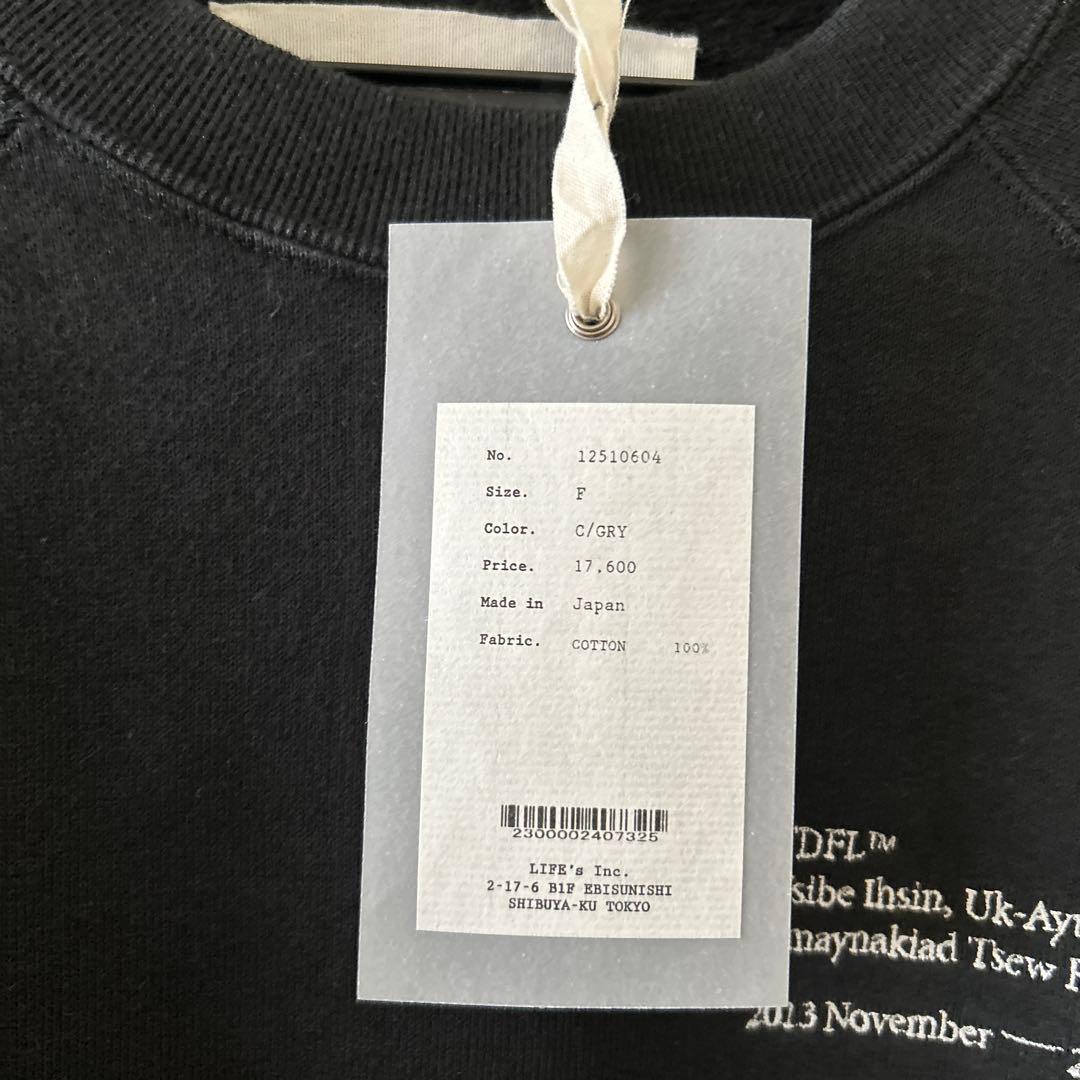 No. 12510604
Size. F
Color. C/GRY
Price. 17,600
Made in Japan
Fabric. COTTON 100%
2300002407325
LIFE's Inc.
2-17-6 B1F EBISUNISHI
SHIBUYA-KU TOKYO
DFL™
sibe Ihsin, Uk-Ay
maynakiad 'Tsew
2013 November